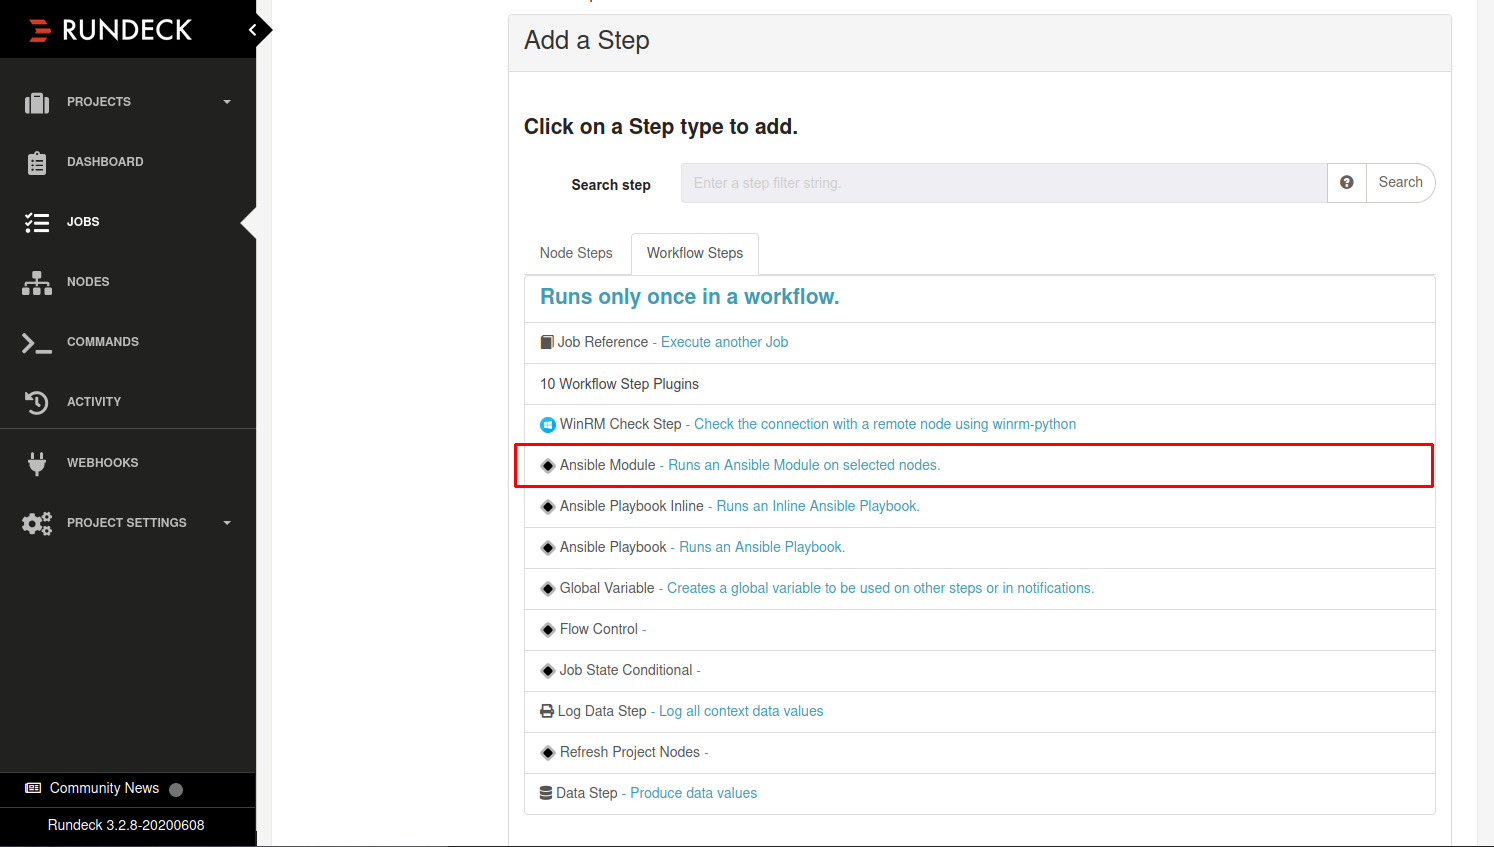 RUNDECK
PROJECTS
DASHBOARD
JOBS
NODES
COMMANDS
ACTIVITY
WEBHOOKS
PROJECT SETTINGS
Community News
Rundeck 3.2.8-20200608
Add a Step
Click on a Step type to add.
Search step
Enter a step filter string.
Search
Node Steps
Workflow Steps
Runs only once in a workflow.
Job Reference - Execute another Job
10 Workflow Step Plugins
WinRM Check Step - Check the connection with a remote node using winrm-python
Ansible Module - Runs an Ansible Module on selected nodes.
Ansible Playbook Inline - Runs an Inline Ansible Playbook.
Ansible Playbook - Runs an Ansible Playbook.
Global Variable - Creates a global variable to be used on other steps or in notifications.
Flow Control -
Job State Conditional -
Log Data Step - Log all context data values
Refresh Project Nodes -
Data Step - Produce data values